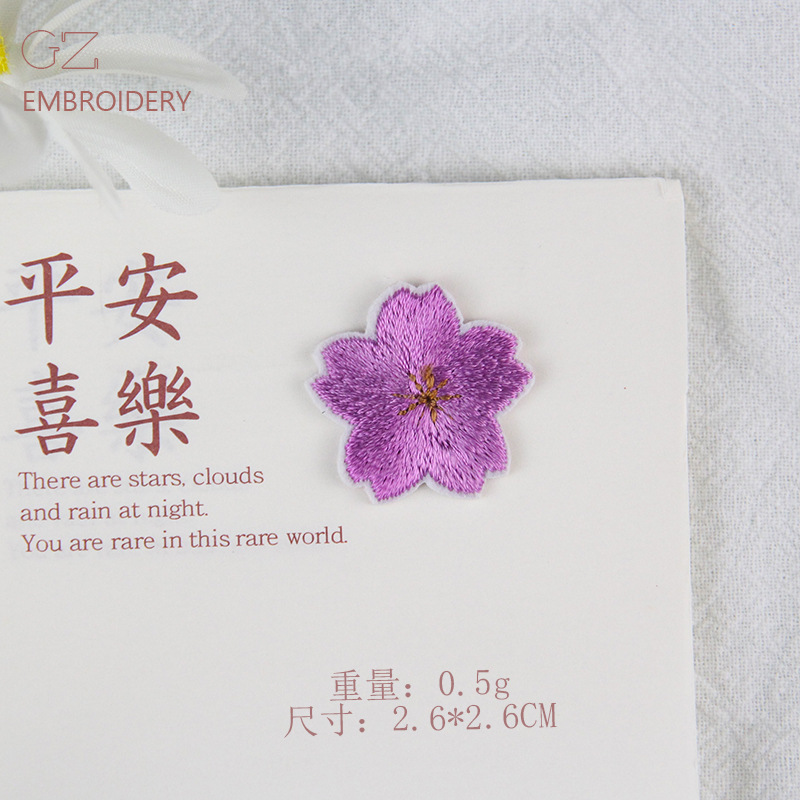 GZ
EMBROIDERY
平安
喜樂
There are stars, clouds
and rain at night.
You are rare in this rare world.
重量：0.5g
尺寸：2.6*2.6CM